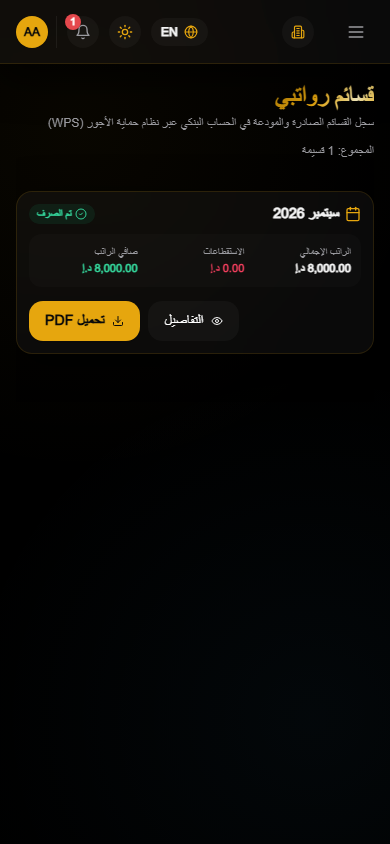 AA
1
EN
قسائم رواتبي
سجل القسائم الصادرة والمودعة في الحساب البنكي عبر نظام حماية الأجور (WPS)
المجموع: 1 قسيمة
سبتمبر 2026
تم الصرف
الراتب الإجمالي
الاستقطاعات
صافي الراتب
8,000.00 د.إ
0.00 د.إ
8,000.00 د.إ
التفاصيل
تحميل PDF